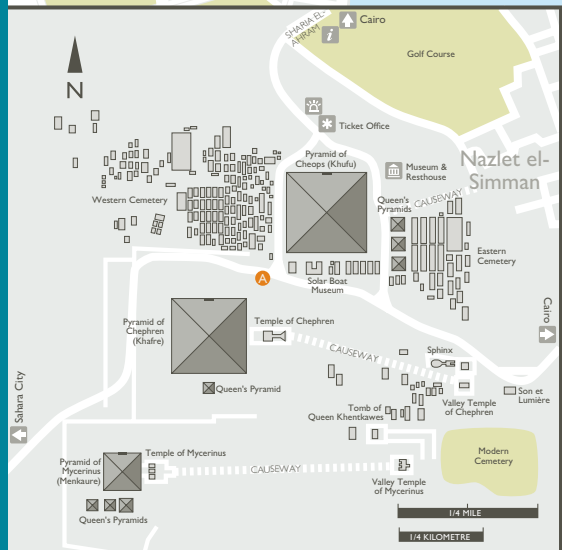 SHARIA EL-
AHRAM
Cairo
i
Golf Course
N
Ticket Office
Pyramid of
Cheops (Khufu)
Museum &
Resthouse
Nazlet el-
Simman
CAUSEWAY
Queen's
Pyramids
Western Cemetery
Eastern
Cemetery
A
Solar Boat
Museum
Pyramid of
Chephren
(Khafre)
Temple of Chephren
Cairo
CAUSEWAY
Sphinx
Queen's Pyramid
Valley Temple
of Chephren
Son et
Lumière
Sahara City
Tomb of
Queen Khentkawes
Pyramid of
Mycerinus
(Menkaure)
Temple of Mycerinus
CAUSEWAY
Modern
Cemetery
Valley Temple
of Mycerinus
Queen's Pyramids
1/4 MILE
1/4 KILOMETRE